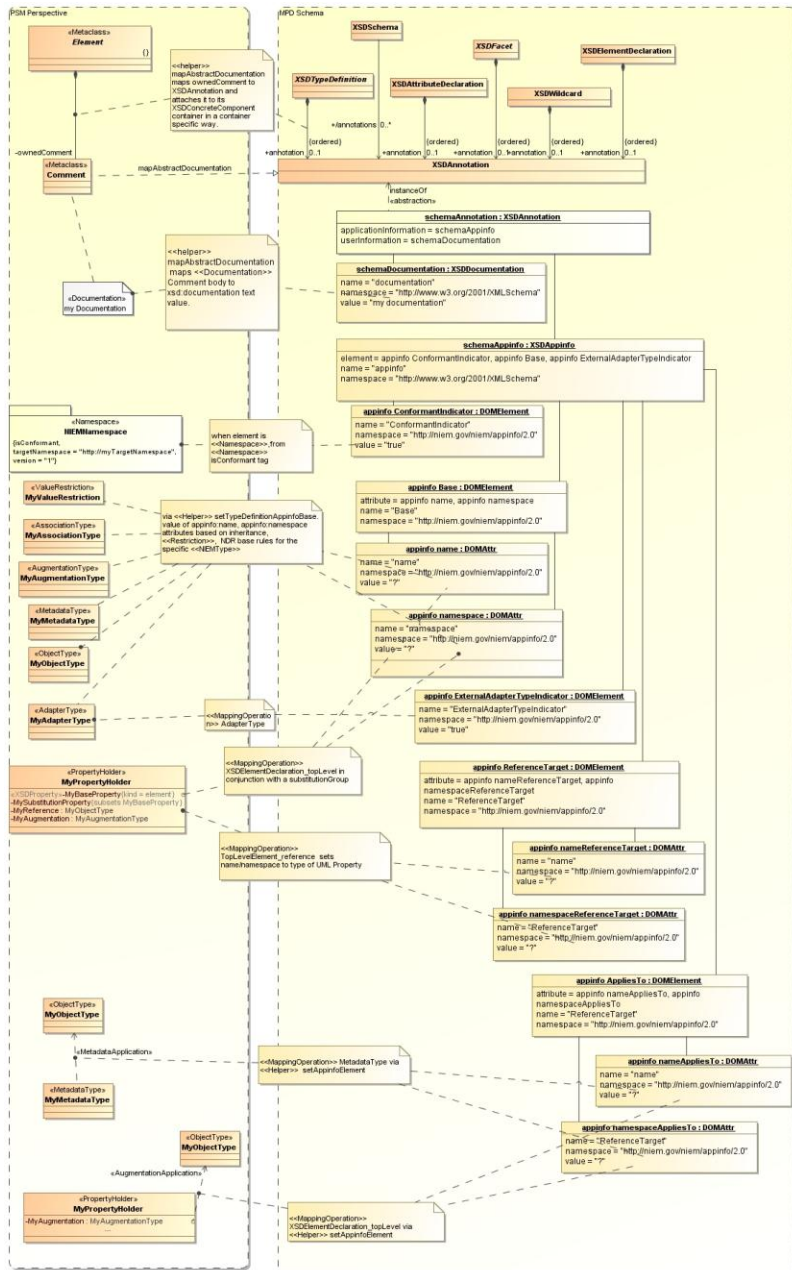 PSM Perspective
MPD Schema
«Metaclass»
Element
{}
<<helper>>
mapAbstractDocumentation
maps ownedComment to
XSDAnnotation and
attaches it to its
XSDConcreteComponent
container in a container
specific way.
XSDSchema
XSDFacet
XSDElementDeclaration
XSDTypeDefinition
XSDAttributeDeclaration
XSDWildcard
+/annotations 0..*
{ordered}
{ordered}
{ordered}
{ordered}
{ordered}
+annotation 0..1
+annotation 0..1
+annotation 0..1
+annotation 0..1
+annotation 0..1
-ownedComment
«Metaclass»
Comment
mapAbstractDocumentation
XSDAnnotation
instanceOf
«abstraction»
schemaAnnotation : XSDAnnotation
applicationInformation = schemaAppinfo
userInformation = schemaDocumentation
<<helper>>
mapAbstractDocumentation
maps <<Documentation>>
Comment body to
xsd:documentation text
value.
schemaDocumentation : XSDDocumentation
name = "documentation"
namespace = "http://www.w3.org/2001/XMLSchema"
value = "my documentation"
«Documentation»
my Documentation
schemaAppinfo : XSDAppinfo
element = appinfo ConformantIndicator, appinfo Base, appinfo ExternalAdapterTypeIndicator
name = "appinfo"
namespace = "http://www.w3.org/2001/XMLSchema"
«Namespace»
NIEMNamespace
{isConformant,
targetNamespace = "http://myTargetNamespace",
version = "1"}
when element is
<<Namespace>>,from
<<Namespace>>
isConformant tag
appinfo ConformantIndicator : DOMElement
name = "ConformantIndicator"
namespace = "http://niem.gov/niem/appinfo/2.0"
value = "true"
«ValueRestriction»
MyValueRestriction
«AssociationType»
MyAssociationType
«AugmentationType»
MyAugmentationType
«MetadataType»
MyMetadataType
«ObjectType»
MyObjectType
«AdapterType»
MyAdapterType
via <<Helper>> setTypeDefinitionAppinfoBase.
value of appinfo:name, appinfo:namespace
attributes based on inheritance,
<<Restriction>>, NDR base rules for the
specific <<NIEMType>>
appinfo Base : DOMElement
attribute = appinfo name, appinfo namespace
name = "Base"
namespace = "http://niem.gov/niem/appinfo/2.0"
appinfo name : DOMAttr
name = "name"
namespace = "http://niem.gov/niem/appinfo/2.0"
value = "?"
appinfo namespace : DOMAttr
name = "namespace"
namespace = "http://niem.gov/niem/appinfo/2.0"
value = "?"
<<MappingOperatio
n>> AdapterType
appinfo ExternalAdapterTypeIndicator : DOMElement
name = "ExternalAdapterTypeIndicator"
namespace = "http://niem.gov/niem/appinfo/2.0"
value = "true"
«PropertyHolder»
MyPropertyHolder
«XSDProperty»-MyBaseProperty{kind = element}
-MySubstitutionProperty{subsets MyBaseProperty}
-MyReference : MyObjectType
-MyAugmentation : MyAugmentationType
<<MappingOperation>>
XSDElementDeclaration_topLevel in
conjunction with a substitutionGroup
appinfo ReferenceTarget : DOMElement
attribute = appinfo nameReferenceTarget, appinfo
namespaceReferenceTarget
name = "ReferenceTarget"
namespace = "http://niem.gov/niem/appinfo/2.0"
<<MappingOperation>>
TopLevelElement_reference sets
name/namespace to type of UML Property
appinfo nameReferenceTarget : DOMAttr
name = "name"
namespace = "http://niem.gov/niem/appinfo/2.0"
value = "?"
appinfo namespaceReferenceTarget : DOMAttr
name = "ReferenceTarget"
namespace = "http://niem.gov/niem/appinfo/2.0"
value = "?"
appinfo AppliesTo : DOMElement
attribute = appinfo nameAppliesTo, appinfo
namespaceAppliesTo
name = "ReferenceTarget"
namespace = "http://niem.gov/niem/appinfo/2.0"
«ObjectType»
MyObjectType
«MetadataApplication»
«MetadataType»
MyMetadataType
<<MappingOperation>> MetadataType via
<<Helper>> setAppinfoElement
appinfo nameAppliesTo : DOMAttr
name = "name"
namespace = "http://niem.gov/niem/appinfo/2.0"
value = "?"
appinfo namespaceAppliesTo : DOMAttr
name = "ReferenceTarget"
namespace = "http://niem.gov/niem/appinfo/2.0"
value = "?"
«ObjectType»
MyObjectType
«AugmentationApplication»
«PropertyHolder»
MyPropertyHolder
-MyAugmentation : MyAugmentationType
...
<<MappingOperation>>
XSDElementDeclaration_topLevel via
<<Helper>> setAppinfoElement